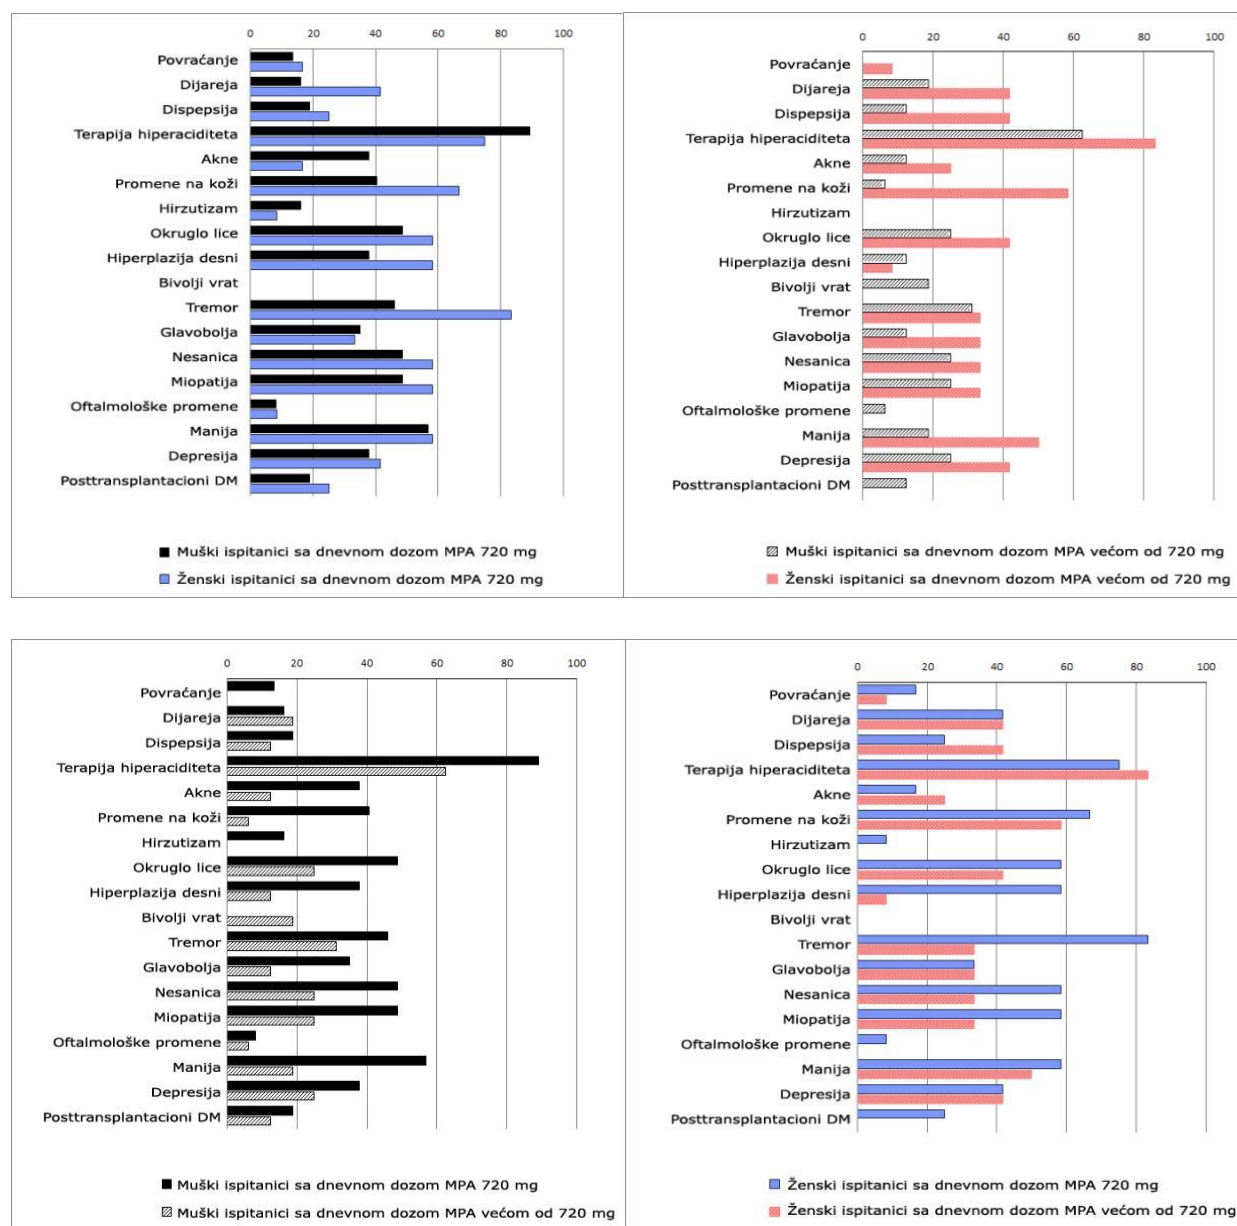 0 20 40 60 80 100
Povraćanje
Dijareja
Dispepsija
Terapija hiperaciditeta
Akne
Promene na koži
Hirzutizam
Okruglo lice
Hiperplazija desni
Bivolji vrat
Tremor
Glavobolja
Nesanica
Miopatija
Oftalmološke promene
Manija
Depresija
Posttransplantacioni DM
Muški ispitanici sa dnevnom dozom MPA 720 mg
Ženski ispitanici sa dnevnom dozom MPA 720 mg
0 20 40 60 80 100
Povraćanje
Dijareja
Dispepsija
Terapija hiperaciditeta
Akne
Promene na koži
Hirzutizam
Okruglo lice
Hiperplazija desni
Bivolji vrat
Tremor
Glavobolja
Nesanica
Miopatija
Oftalmološke promene
Manija
Depresija
Posttransplantacioni DM
Muški ispitanici sa dnevnom dozom MPA većom od 720 mg
Ženski ispitanici sa dnevnom dozom MPA većom od 720 mg
0 20 40 60 80 100
Povraćanje
Dijareja
Dispepsija
Terapija hiperaciditeta
Akne
Promene na koži
Hirzutizam
Okruglo lice
Hiperplazija desni
Bivolji vrat
Tremor
Glavobolja
Nesanica
Miopatija
Oftalmološke promene
Manija
Depresija
Posttransplantacioni DM
Muški ispitanici sa dnevnom dozom MPA 720 mg
Muški ispitanici sa dnevnom dozom MPA većom od 720 mg
0 20 40 60 80 100
Povraćanje
Dijareja
Dispepsija
Terapija hiperaciditeta
Akne
Promene na koži
Hirzutizam
Okruglo lice
Hiperplazija desni
Bivolji vrat
Tremor
Glavobolja
Nesanica
Miopatija
Oftalmološke promene
Manija
Depresija
Posttransplantacioni DM
Ženski ispitanici sa dnevnom dozom MPA 720 mg
Ženski ispitanici sa dnevnom dozom MPA većom od 720 mg